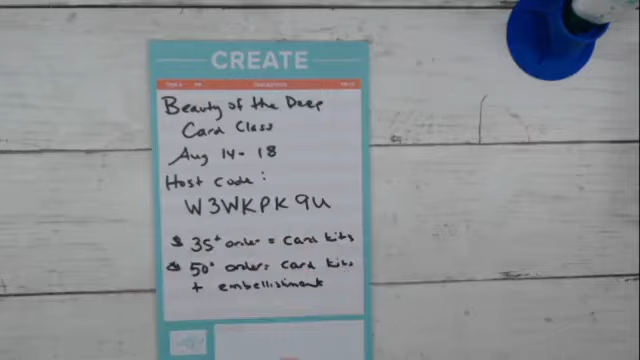 CREATE
Beauty of the Deep
Card Class
Aug 14 - 18
Host code:
W3WKPK9U
$ 35+ order = card kits
$ 50+ order = card kits
+ embellishment